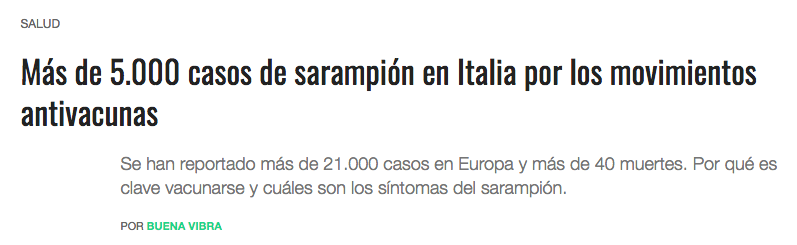 SALUD
Más de 5.000 casos de sarampión en Italia por los movimientos
antivacunas
Se han reportado más de 21.000 casos en Europa y más de 40 muertes. Por qué es
clave vacunarse y cuáles son los síntomas del sarampión.
POR BUENA VIBRA